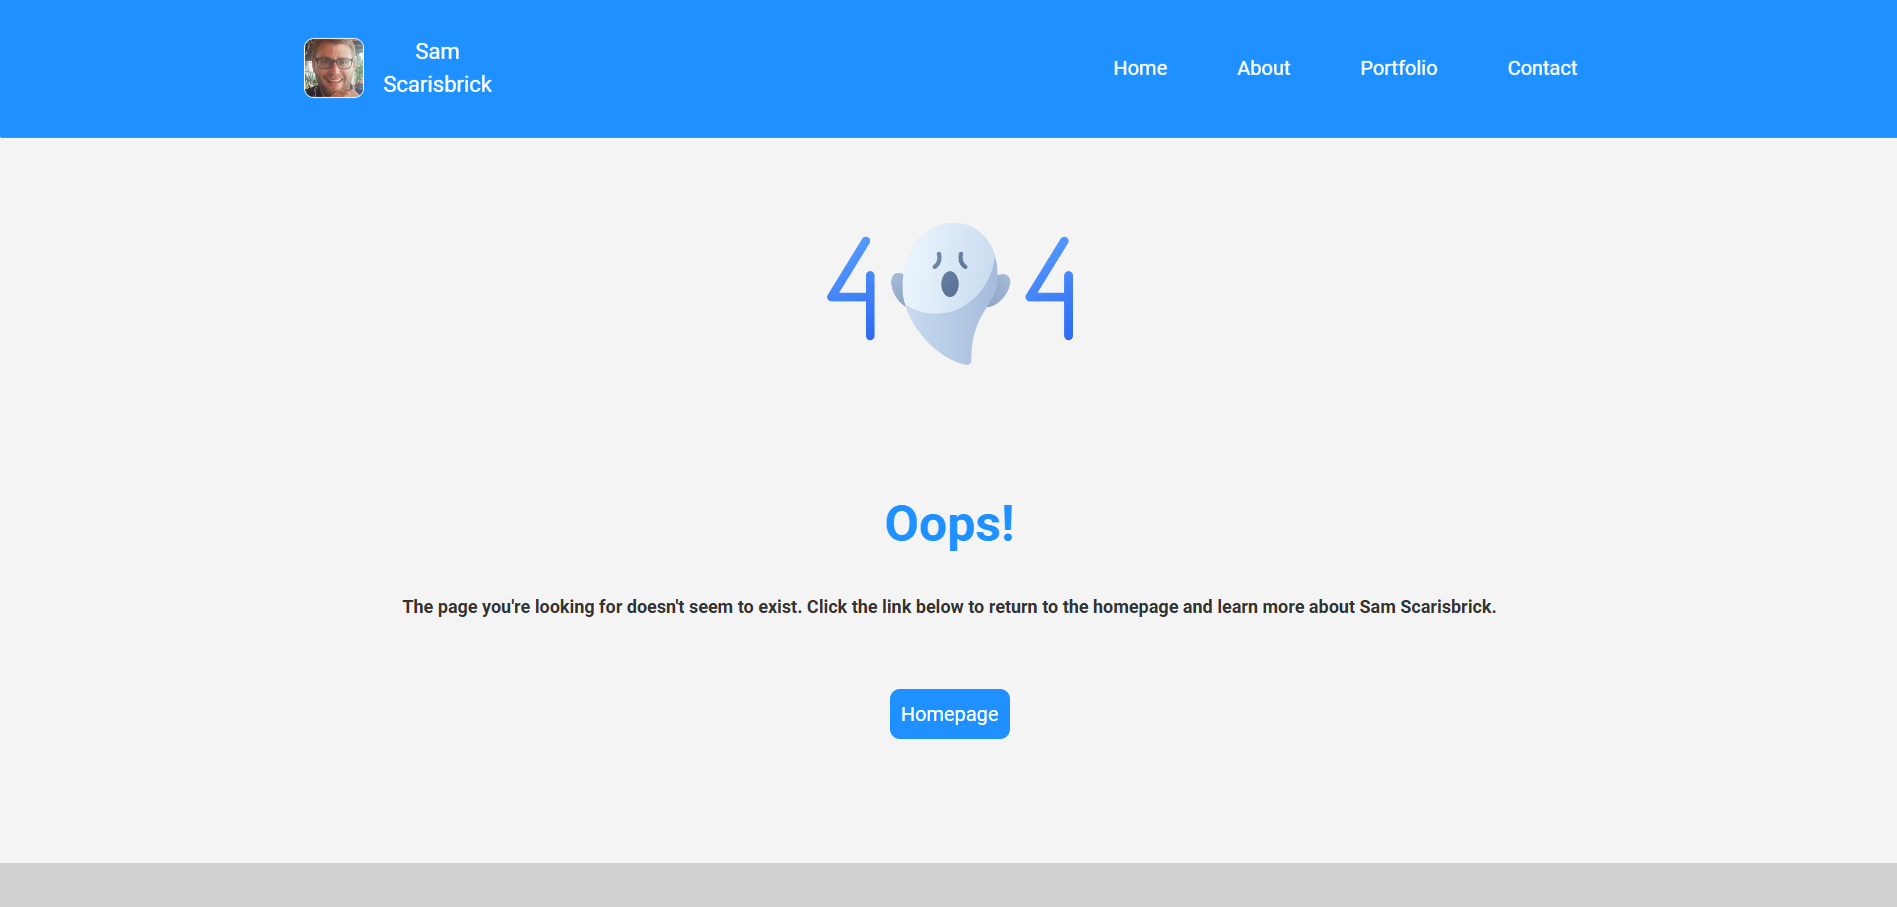 Sam
Scarisbrick
Home
About
Portfolio
Contact
4 4
Oops!
The page you're looking for doesn't seem to exist. Click the link below to return to the homepage and learn more about Sam Scarisbrick.
Homepage